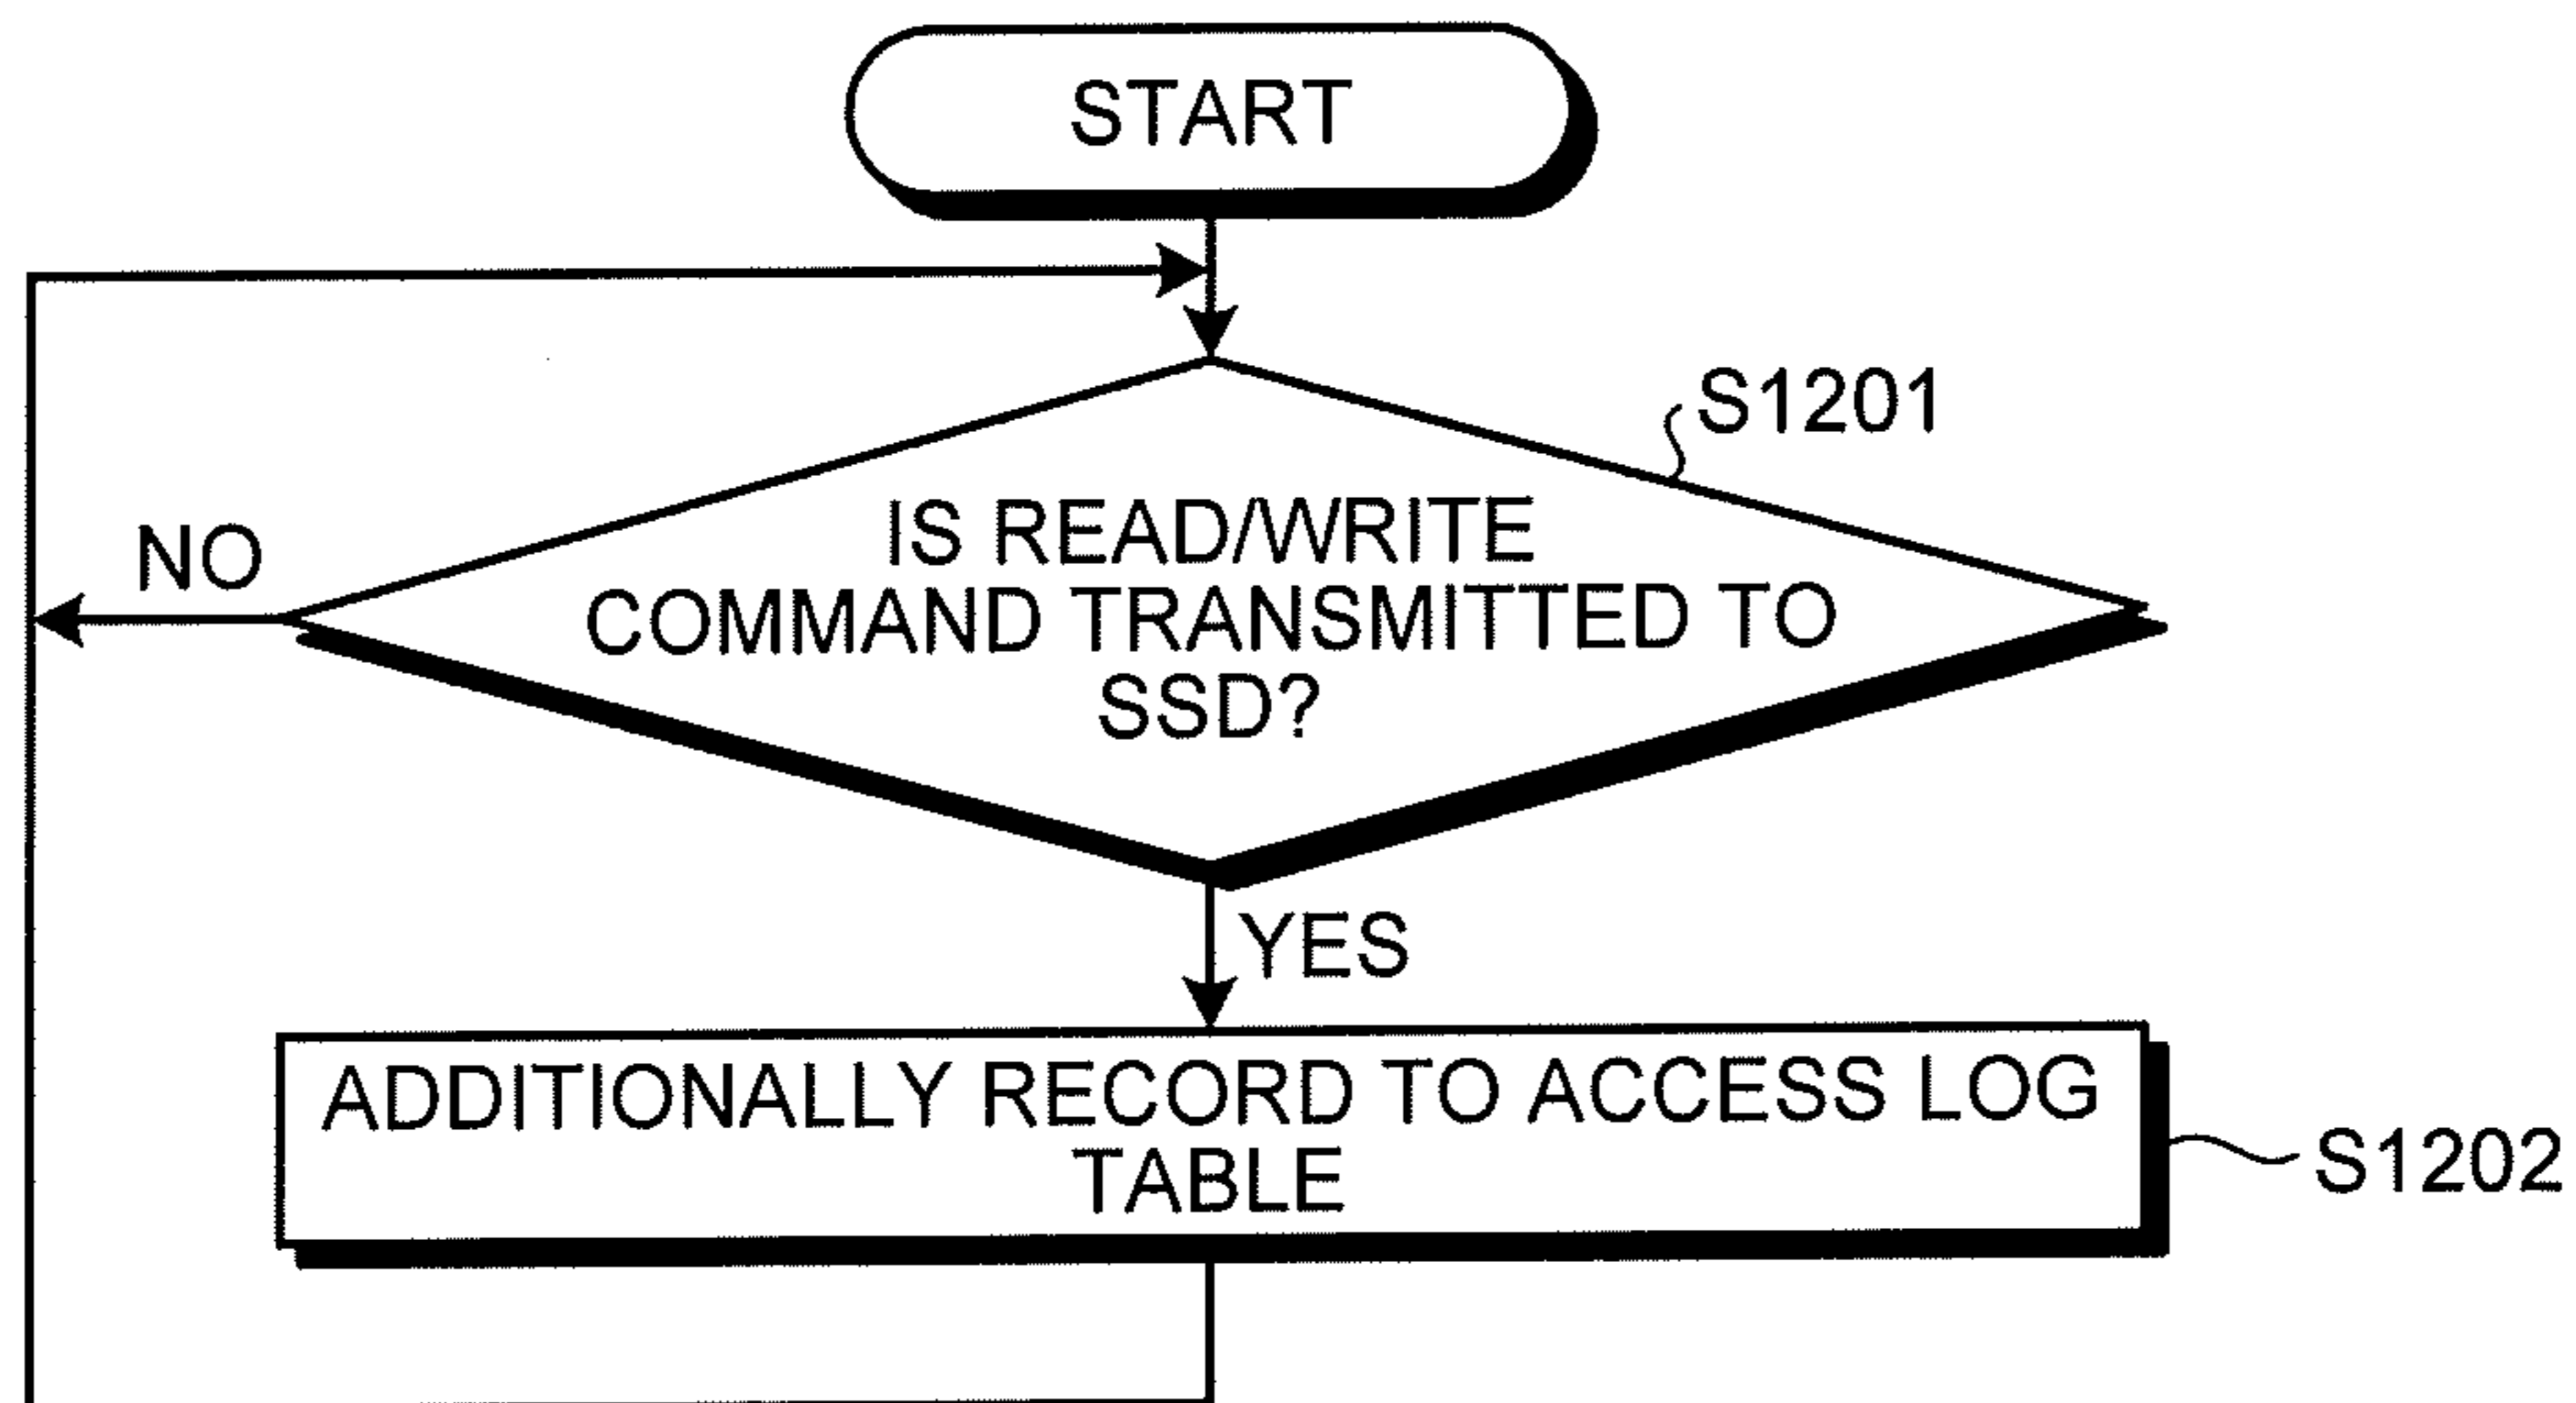 START
S1201
IS READ/WRITE
NO
COMMAND TRANSMITTED TO
SSD?
YES
ADDITIONALLY RECORD TO ACCESS LOG
TABLE
S1202